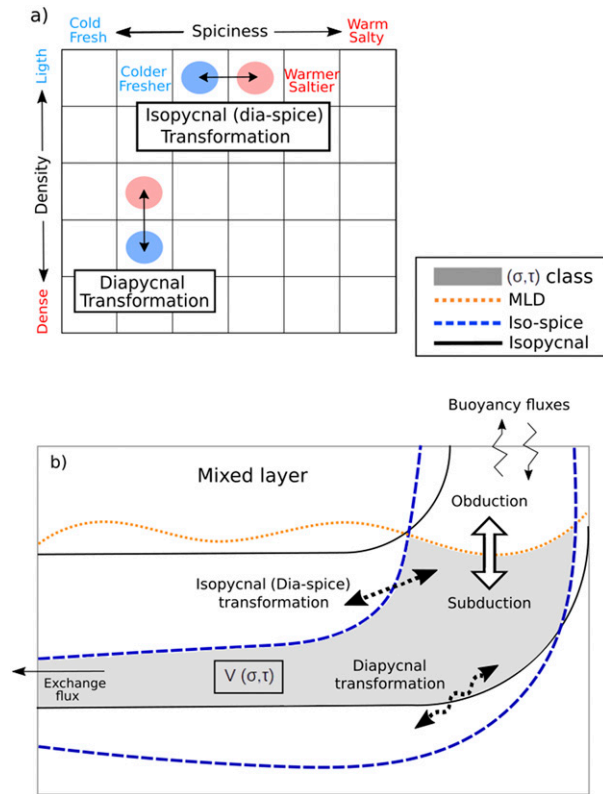 a)
Cold
Fresh
Spiciness
Warm
Salty
Ligth
Density
Dense
Colder
Fresher
Warmer
Saltier
Isopycnal (dia-spice)
Transformation
Diapycnal
Transformation
(σ,τ) class
MLD
Iso-spice
Isopycnal
Buoyancy fluxes
b)
Mixed layer
Obduction
Isopycnal (Dia-spice)
transformation
Subduction
V (σ,τ)
Diapycnal
transformation
Exchange
flux